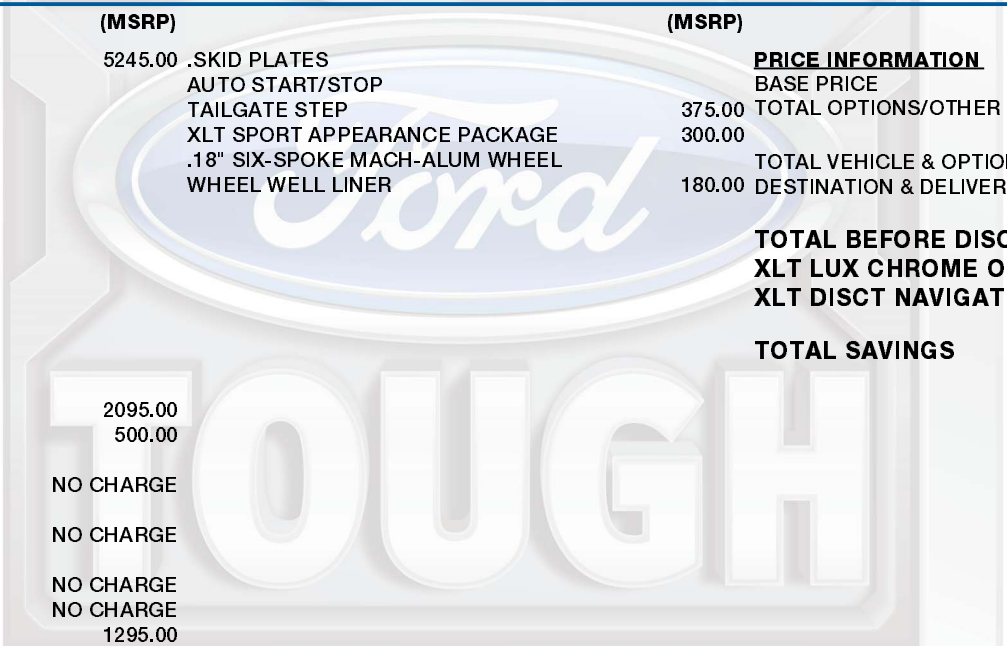 (MSRP)
5245.00
2095.00
500.00
NO CHARGE
NO CHARGE
NO CHARGE
NO CHARGE
1295.00
(MSRP)
.SKID PLATES
AUTO START/STOP
TAILGATE STEP 375.00
XLT SPORT APPEARANCE PACKAGE 300.00
.18" SIX-SPOKE MACH-ALUM WHEEL
WHEEL WELL LINER 180.00
PRICE INFORMATION
BASE PRICE
TOTAL OPTIONS/OTHER
TOTAL VEHICLE & OPTIO
DESTINATION & DELIVER
TOTAL BEFORE DISC
XLT LUX CHROME O
XLT DISCT NAVIGAT
TOTAL SAVINGS
Ford
TOUGH